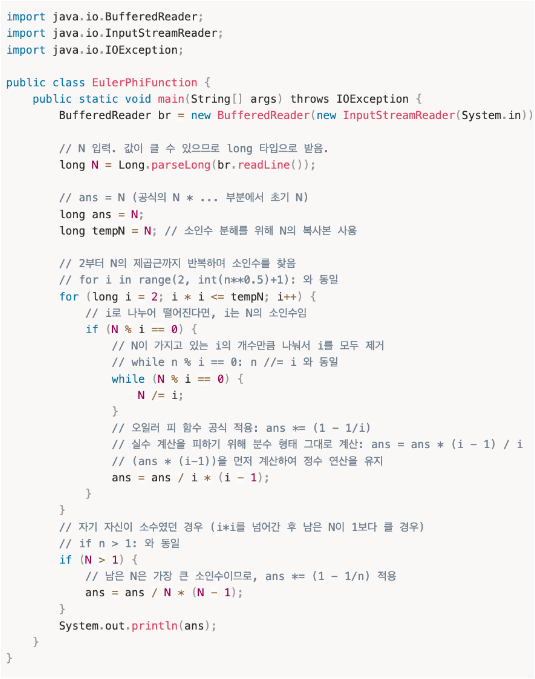 import java.io.BufferedReader;
import java.io.InputStreamReader;
import java.io.IOException;

public class EulerPhiFunction {
    public static void main(String[] args) throws IOException {
        BufferedReader br = new BufferedReader(new InputStreamReader(System.in))

        // N 입력. 값이 클 수 있으므로 long 타입으로 받음.
        long N = Long.parseLong(br.readLine());

        // ans = N (공식의 N * ... 부분에서 초기 N)
        long ans = N;
        long tempN = N; // 소인수 분해를 위해 N의 복사본 사용

        // 2부터 N의 제곱근까지 반복하며 소인수를 찾음
        // for i in range(2, int(n**0.5)+1): 와 동일
        for (long i = 2; i * i <= tempN; i++) {
            // i로 나누어 떨어진다면, i는 N의 소인수임
            if (N % i == 0) {
                // N이 가지고 있는 i의 개수만큼 나눠서 i를 모두 제거
                // while n % i == 0: n //= i 와 동일
                while (N % i == 0) {
                    N /= i;
                }
                // 오일러 피 함수 공식 적용: ans *= (1 - 1/i)
                // 실수 계산을 피하기 위해 분수 형태 그대로 계산: ans = ans * (i - 1) / i
                // (ans * (i-1))을 먼저 계산하여 정수 연산을 유지
                ans = ans / i * (i - 1);
            }
        }
        // 자기 자신이 소수였던 경우 (i*i를 넘어간 후 남은 N이 1보다 클 경우)
        // if n > 1: 와 동일
        if (N > 1) {
            // 남은 N은 가장 큰 소인수이므로, ans *= (1 - 1/n) 적용
            ans = ans / N * (N - 1);
        }
        System.out.println(ans);
    }
}